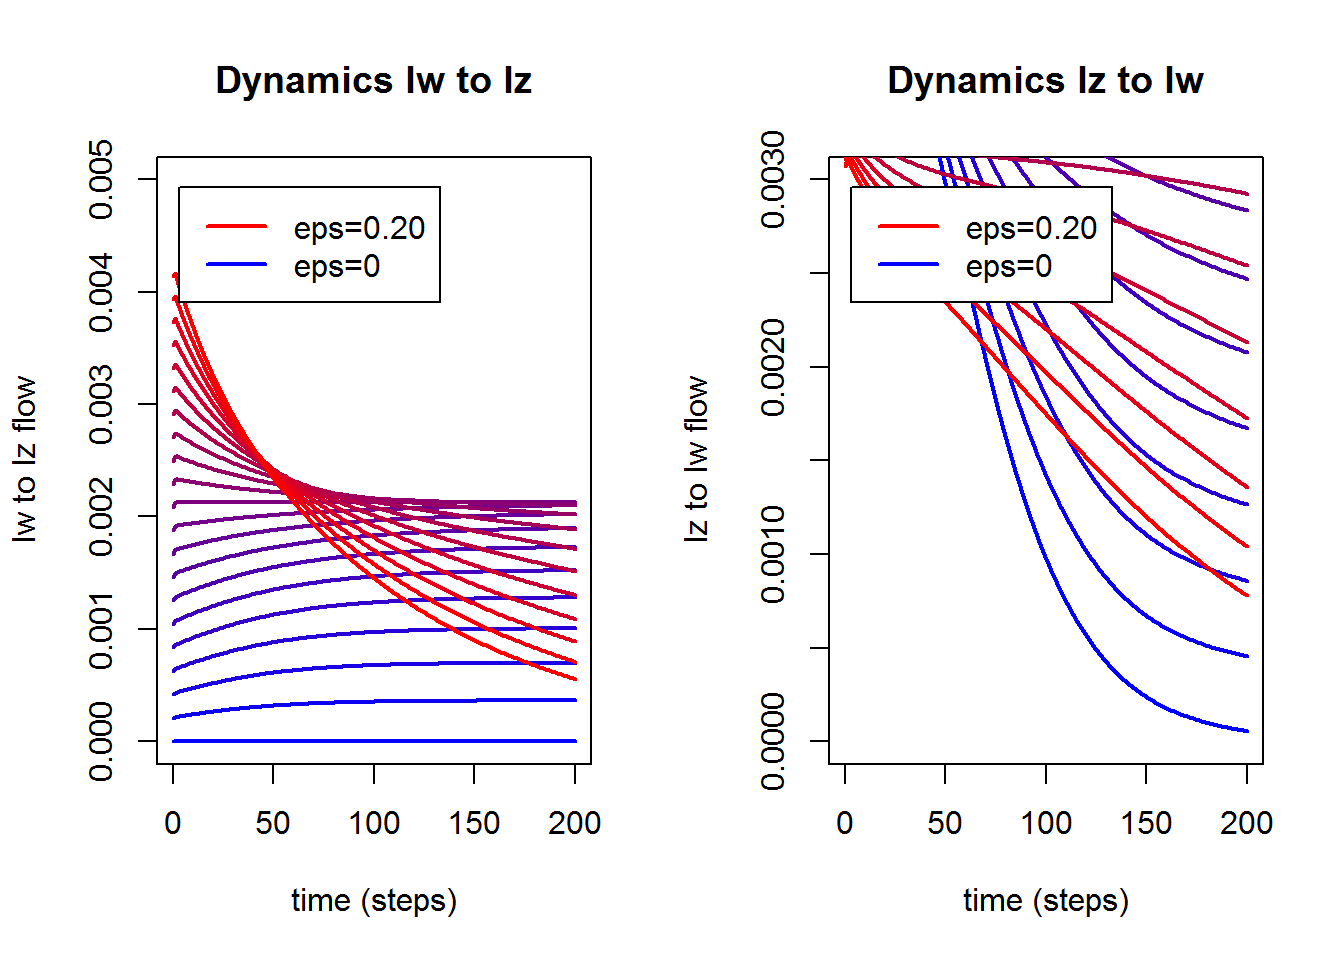 Dynamics Iw to Iz
Iw to Iz flow
0.005
0.004
0.003
0.002
0.001
0.000
eps=0.20
eps=0
0
50
100
150
200
time (steps)
Dynamics Iz to Iw
Iz to Iw flow
0.0030
0.0020
0.0010
0.0000
eps=0.20
eps=0
0
50
100
150
200
time (steps)